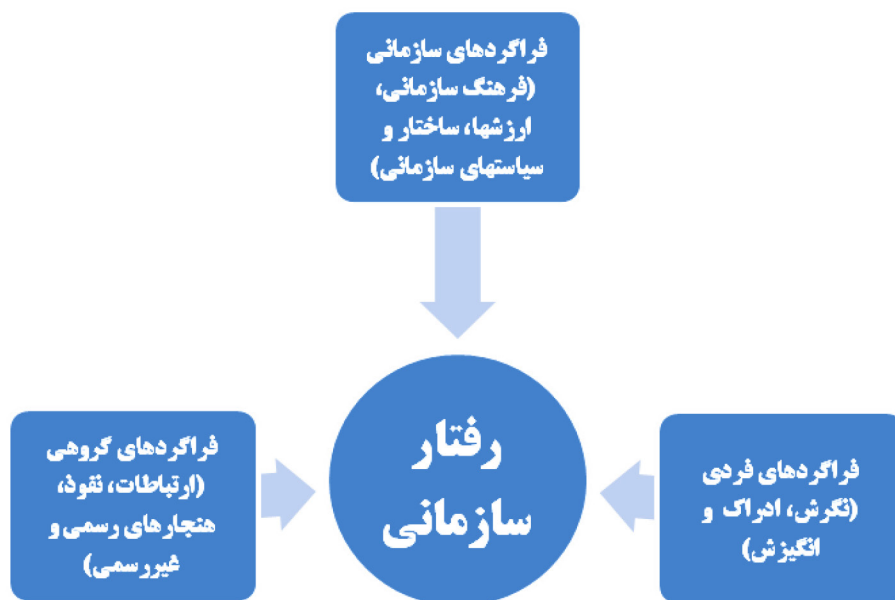 فراگردهای سازمانی
(فرهنگ سازمانی،
ارزشها، ساختار و
سیاستهای سازمانی)
رفتار
سازمانی
فراگردهای فردی
(نگرش، ادراک و
انگیزش)
فراگردهای گروهی
(ارتباطات، نفوذ،
هنجارهای رسمی و
غیررسمی)